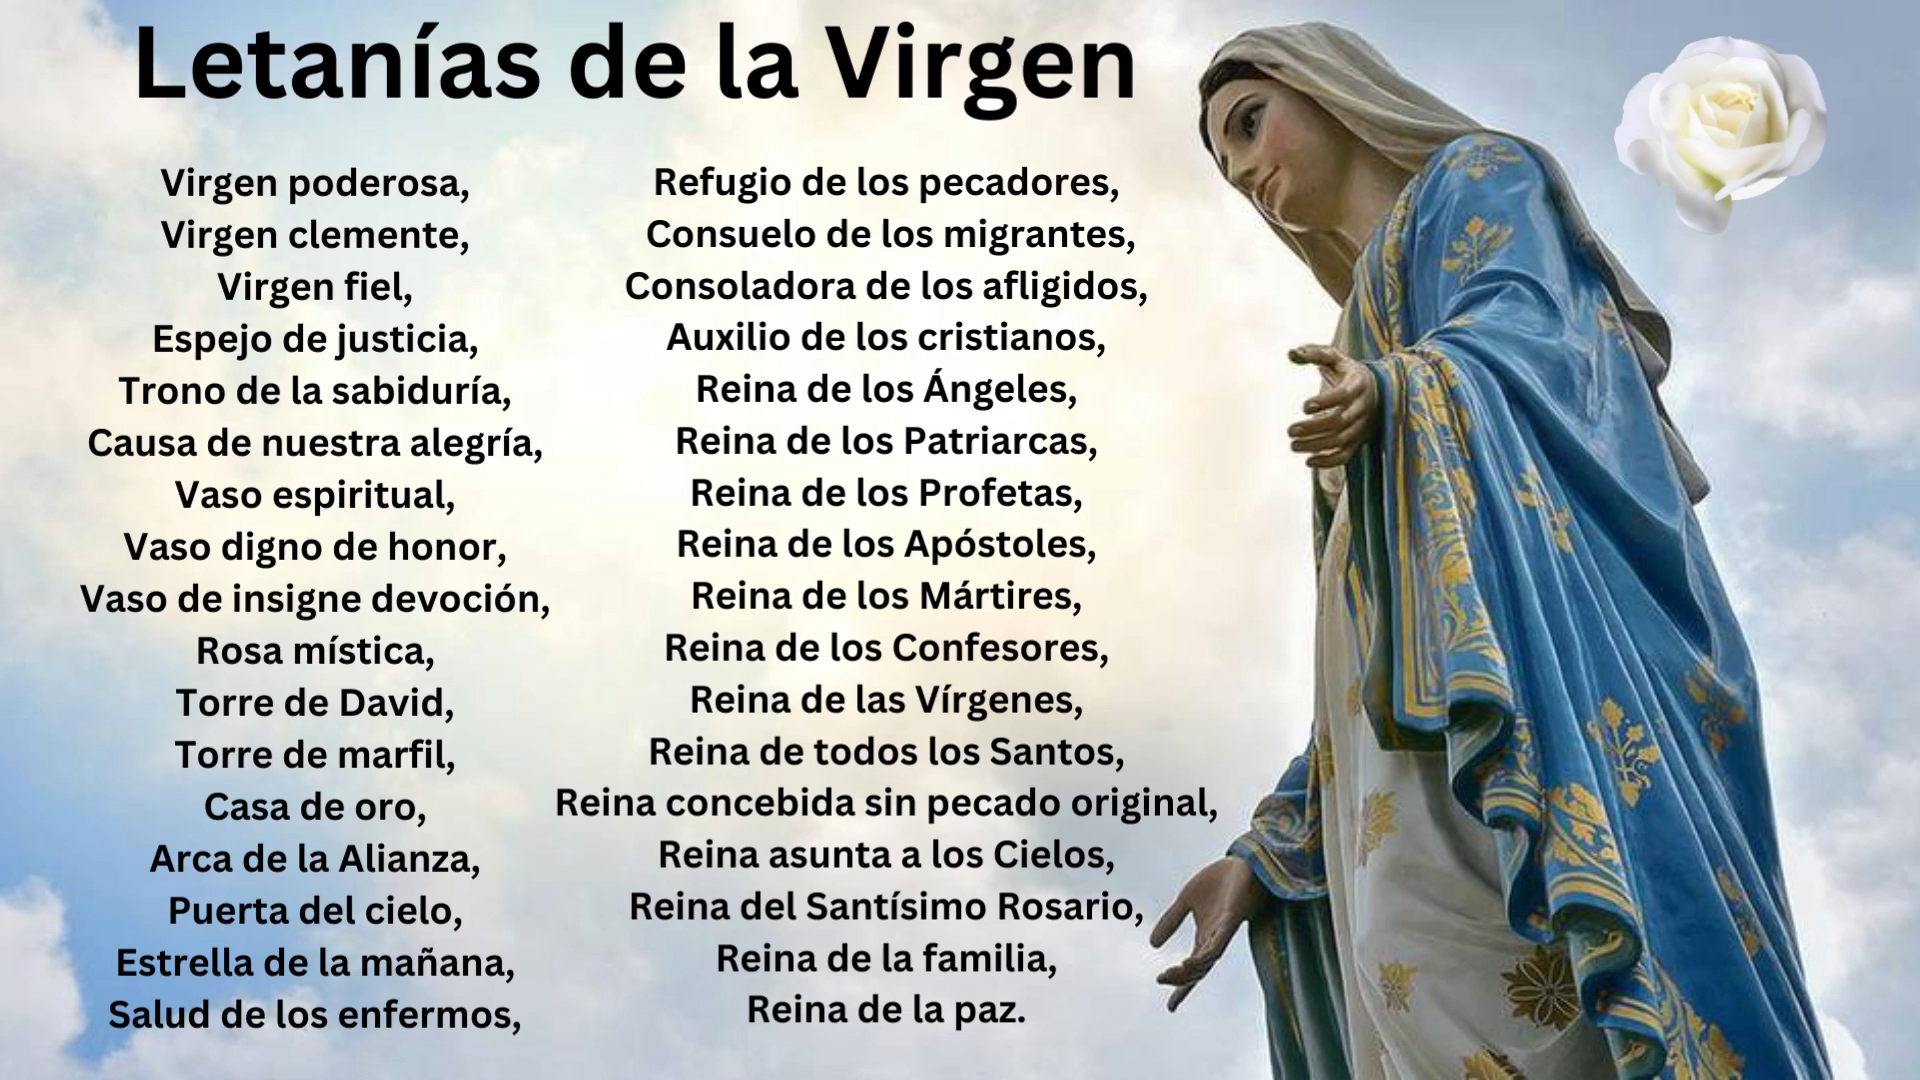 Letanías de la Virgen
Virgen poderosa,
Virgen clemente,
Virgen fiel,
Espejo de justicia,
Trono de la sabiduría,
Causa de nuestra alegría,
Vaso espiritual,
Vaso digno de honor,
Vaso de insigne devoción,
Rosa mística,
Torre de David,
Torre de marfil,
Casa de oro,
Arca de la Alianza,
Puerta del cielo,
Estrella de la mañana,
Salud de los enfermos,
Refugio de los pecadores,
Consuelo de los migrantes,
Consoladora de los afligidos,
Auxilio de los cristianos,
Reina de los Ángeles,
Reina de los Patriarcas,
Reina de los Profetas,
Reina de los Apóstoles,
Reina de los Mártires,
Reina de los Confesores,
Reina de las Vírgenes,
Reina de todos los Santos,
Reina concebida sin pecado original,
Reina asunta a los Cielos,
Reina del Santísimo Rosario,
Reina de la familia,
Reina de la paz.